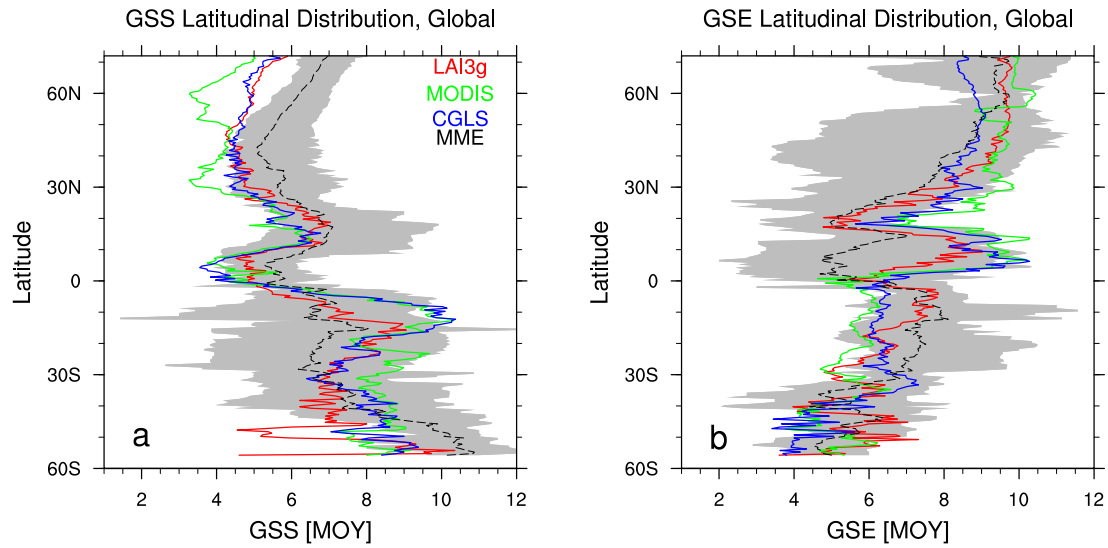 GSS Latitudinal Distribution, Global
LAI3g
MODIS
CGLS
MME
Latitude
60N
30N
0
30S
60S
a
2 4 6 8 10 12
GSS [MOY]
GSE Latitudinal Distribution, Global
Latitude
60N
30N
0
30S
60S
b
2 4 6 8 10 12
GSE [MOY]